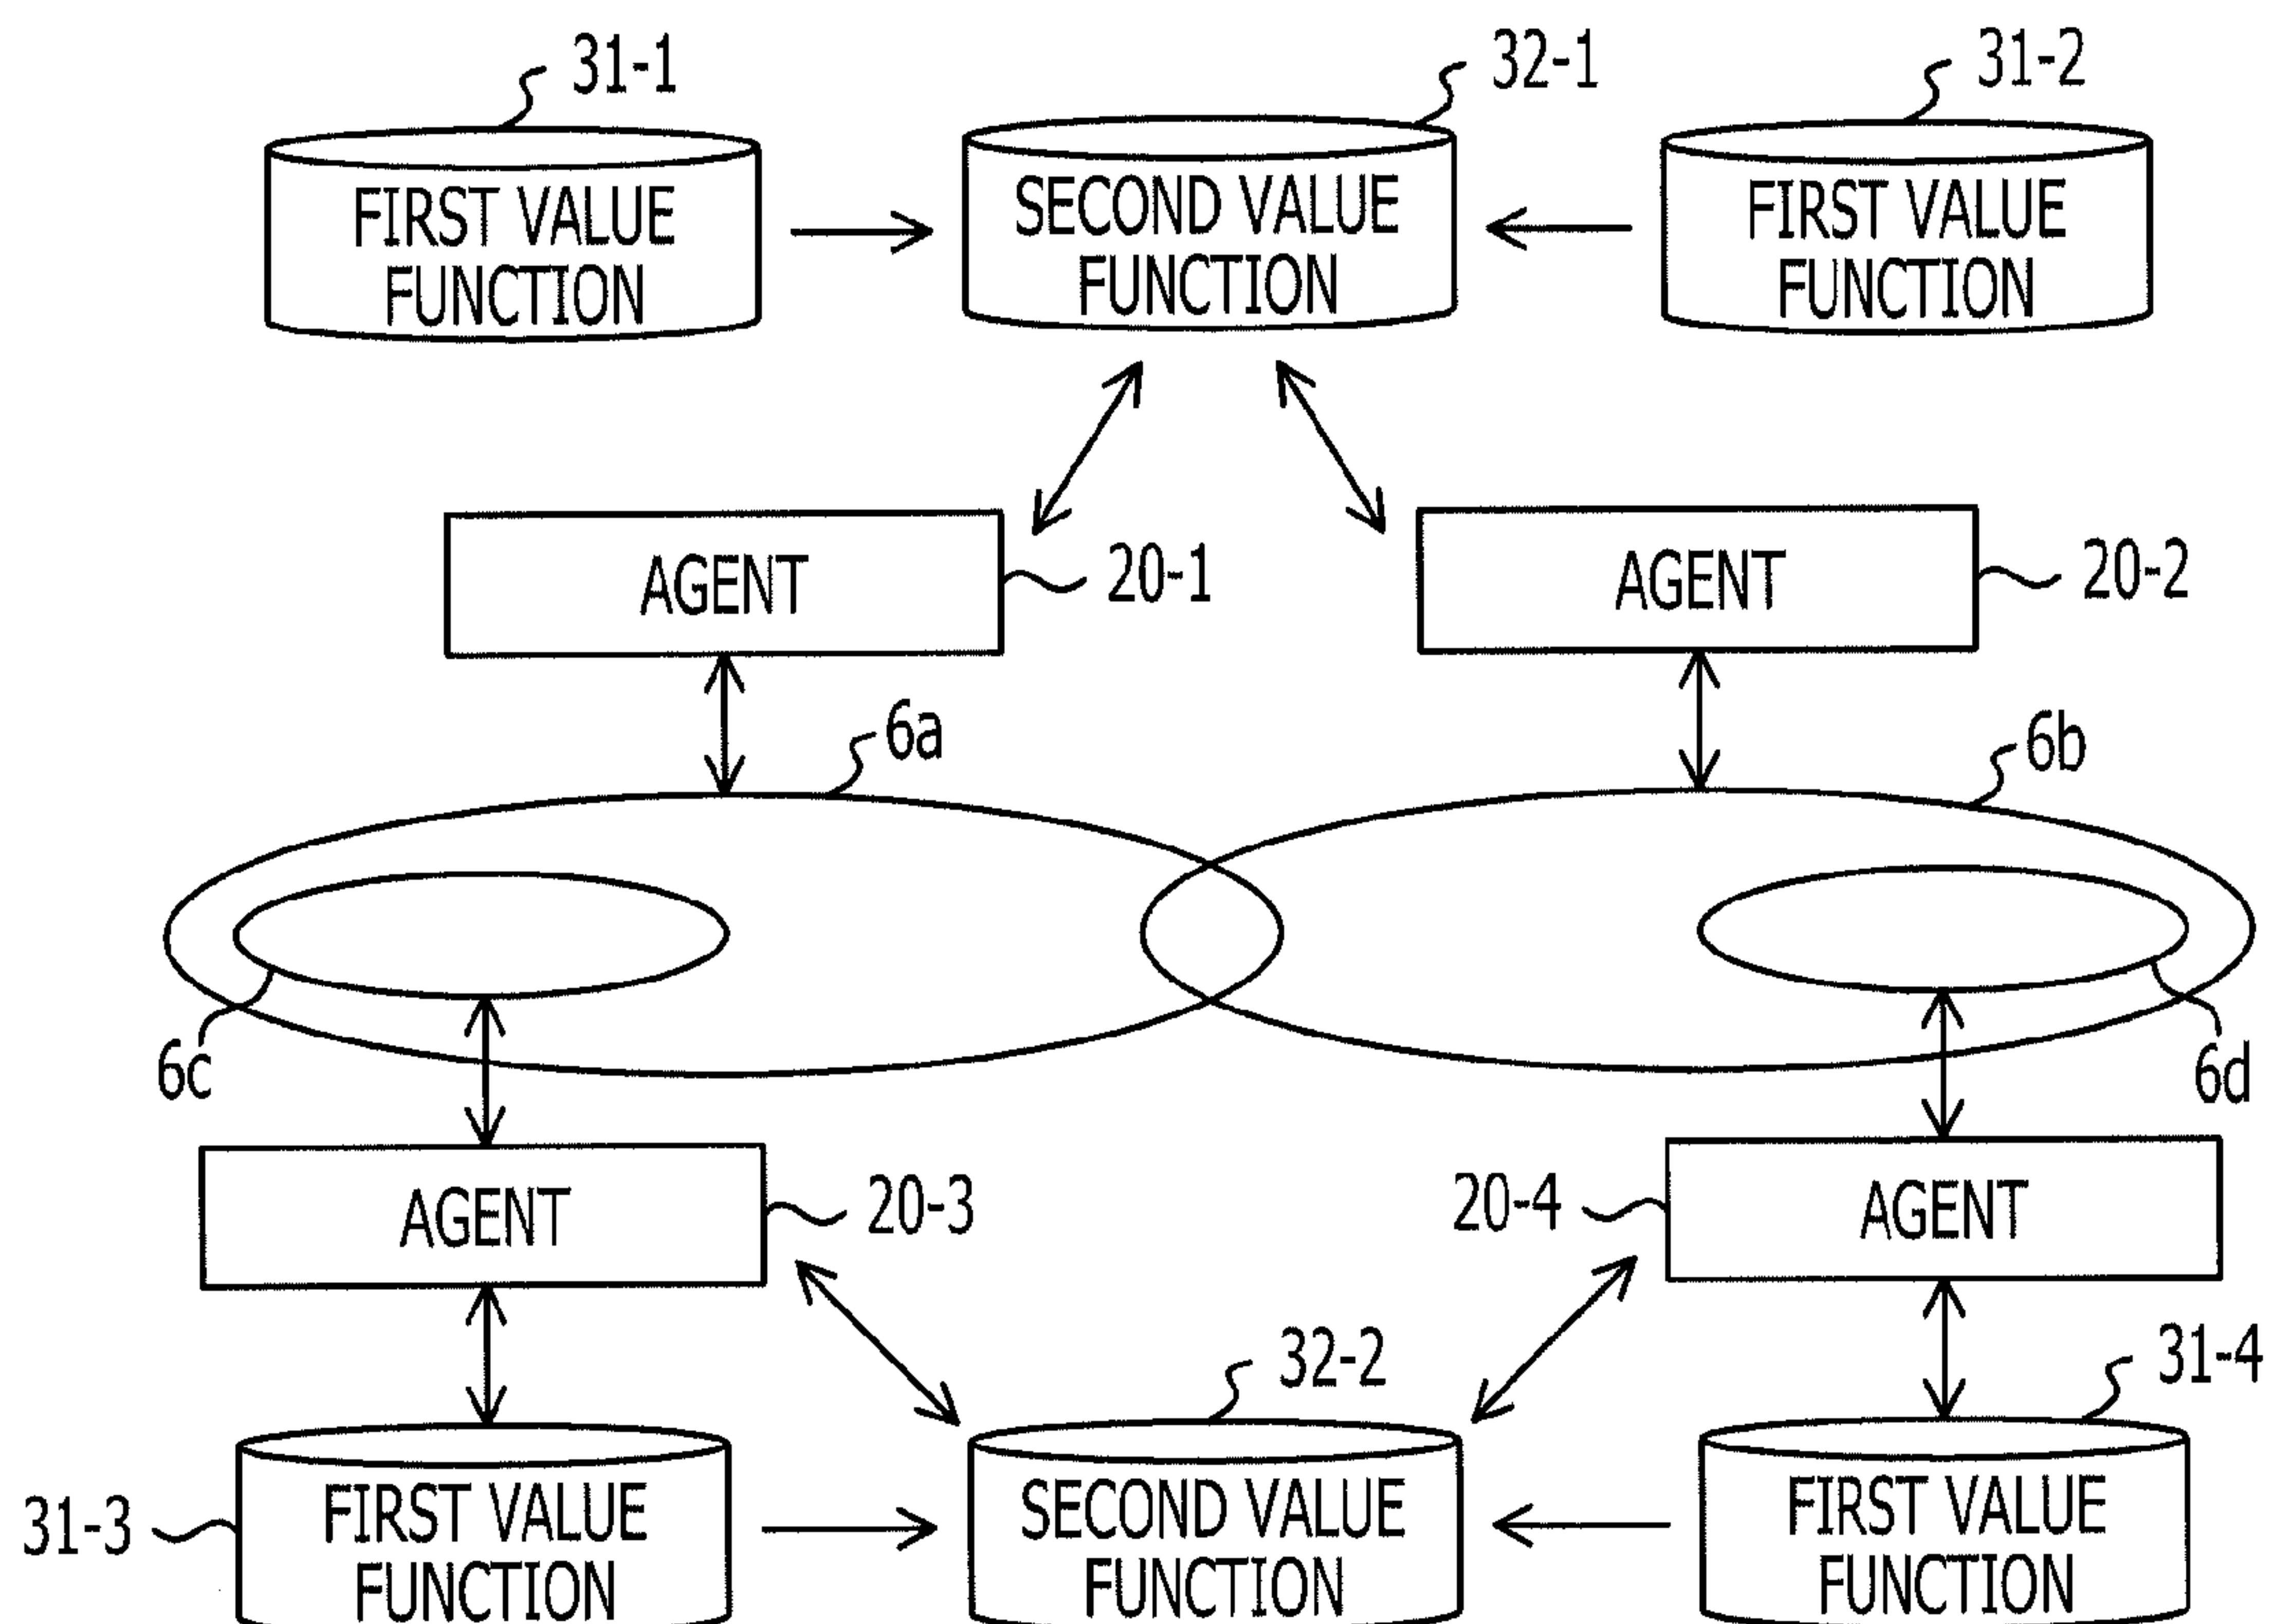 31-1
32-1
31-2
FIRST VALUE
FUNCTION
SECOND VALUE
FUNCTION
FIRST VALUE
FUNCTION
AGENT
20-1
AGENT
20-2
6a
6b
6c
6d
AGENT
20-3
20-4
AGENT
32-2
31-4
31-3
FIRST VALUE
FUNCTION
SECOND VALUE
FUNCTION
FIRST VALUE
FUNCTION